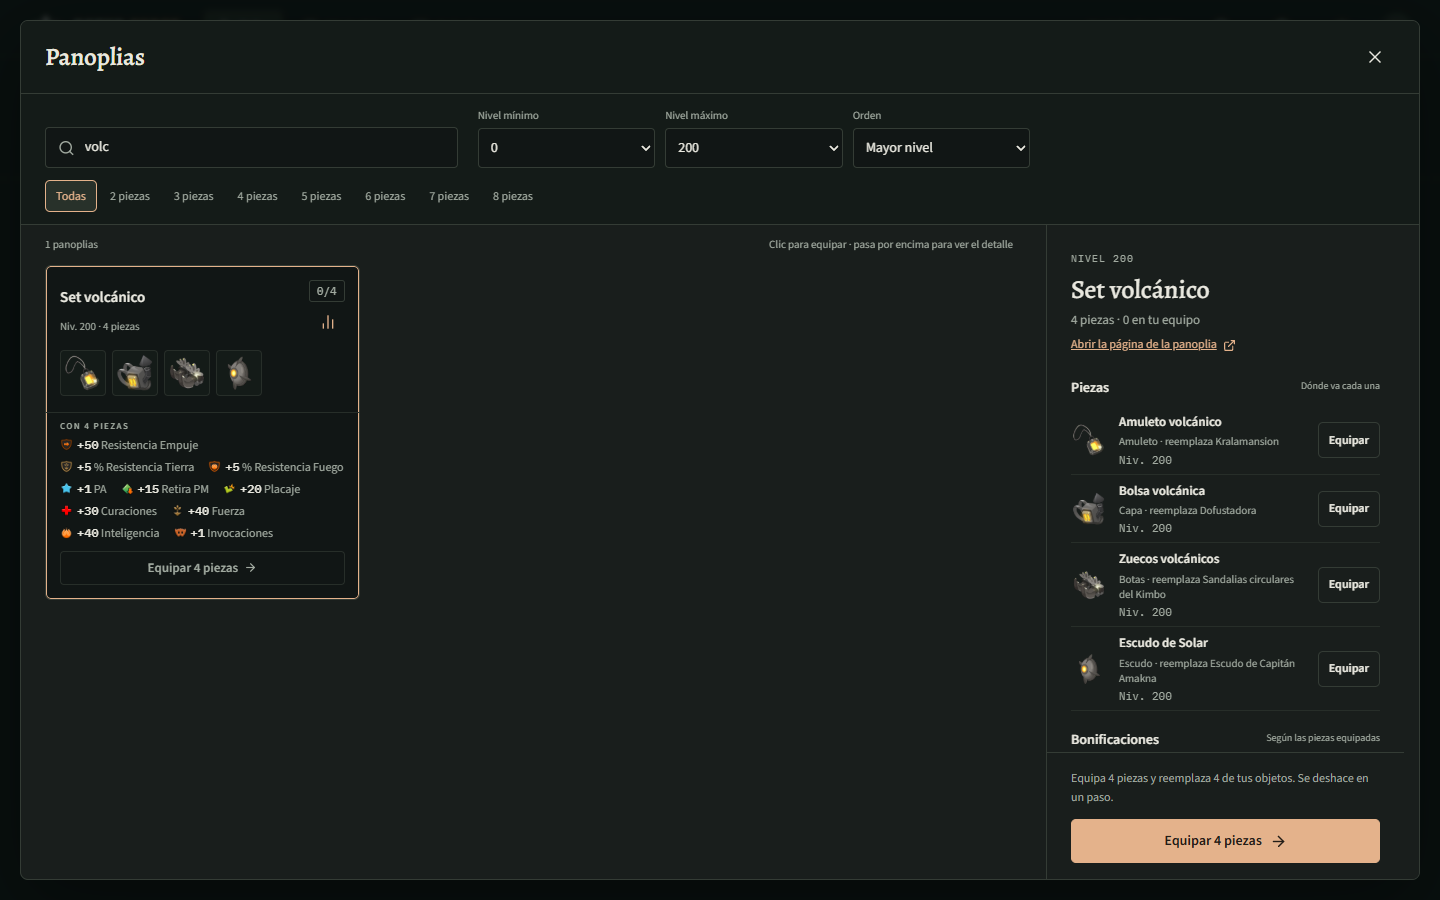 Panoplias
Nivel mínimo
Nivel máximo
Orden
volc
0
200
Mayor nivel
Todas
2 piezas
3 piezas
4 piezas
5 piezas
6 piezas
7 piezas
8 piezas
1 panoplias
Clic para equipar · pasa por encima para ver el detalle
Set volcánico
0/4
Niv. 200 · 4 piezas
CON 4 PIEZAS
+50 Resistencia Empuje
+5 % Resistencia Tierra +5 % Resistencia Fuego
+1 PA +15 Retira PM +20 Placaje
+30 Curaciones +40 Fuerza
+40 Inteligencia +1 Invocaciones
Equipar 4 piezas
NIVEL 200
Set volcánico
4 piezas · 0 en tu equipo
Abrir la página de la panoplia
Piezas
Dónde va cada una
Amuleto volcánico
Amuleto · reemplaza Kralamansion
Niv. 200
Equipar
Bolsa volcánica
Capa · reemplaza Dofustadora
Niv. 200
Equipar
Zuecos volcánicos
Botas · reemplaza Sandalias circulares
del Kimbo
Niv. 200
Equipar
Escudo de Solar
Escudo · reemplaza Escudo de Capitán
Amakna
Niv. 200
Equipar
Bonificaciones
Según las piezas equipadas
Equipa 4 piezas y reemplaza 4 de tus objetos. Se deshace en
un paso.
Equipar 4 piezas